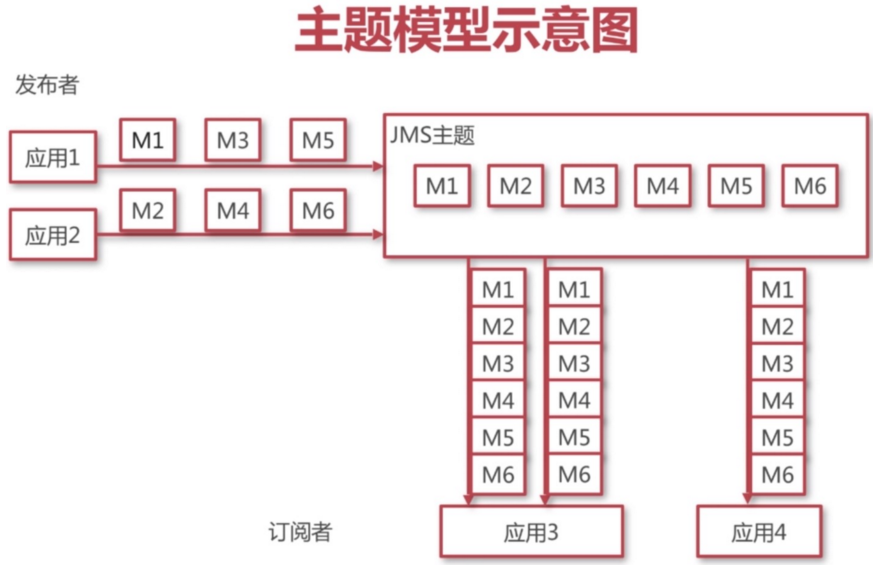 主题模型示意图
发布者
应用1
M1 M3 M5
应用2
M2 M4 M6
JMS主题
M1 M2 M3 M4 M5 M6
M1 M1 M1
M2 M2 M2
M3 M3 M3
M4 M4 M4
M5 M5 M5
M6 M6 M6
订阅者 应用3 应用4